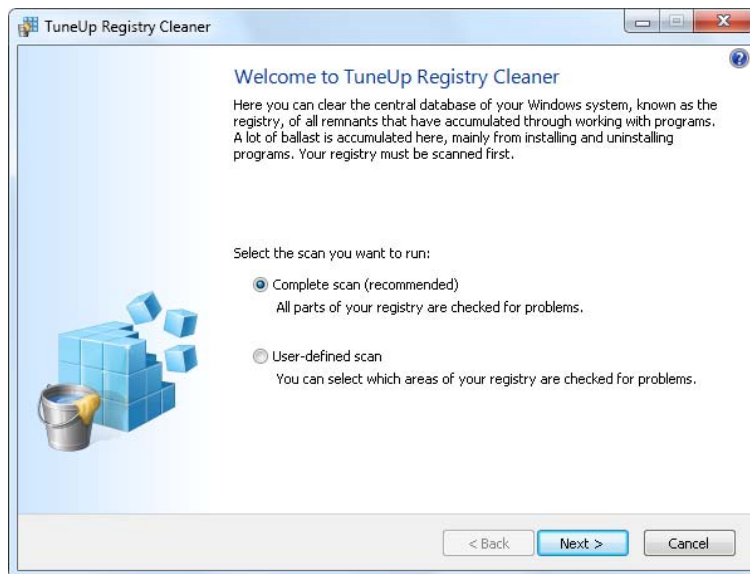 TuneUp Registry Cleaner
Welcome to TuneUp Registry Cleaner
Here you can clear the central database of your Windows system, known as the
registry, of all remnants that have accumulated through working with programs.
A lot of ballast is accumulated here, mainly from installing and uninstalling
programs. Your registry must be scanned first.
Select the scan you want to run:
Complete scan (recommended)
All parts of your registry are checked for problems.
User-defined scan
You can select which areas of your registry are checked for problems.
< Back Next > Cancel